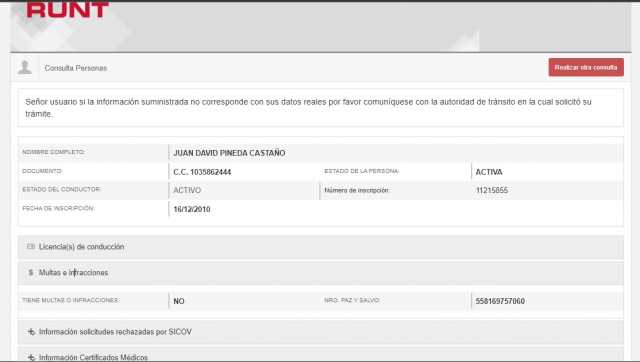 RUNT
Consulta Personas
Realizar otra consulta
Señor usuario si la información suministrada no corresponde con sus datos reales por favor comuníquese con la autoridad de tránsito en la cual solicitó su
trámite.
NOMBRE COMPLETO: JUAN DAVID PINEDA CASTAÑO
DOCUMENTO: C.C. 1035862444 ESTADO DE LA PERSONA: ACTIVA
ESTADO DEL CONDUCTOR: ACTIVO Número de inscripción: 11215855
FECHA DE INSCRIPCIÓN: 16/12/2010
Licencia(s) de conducción
$ Multas e infracciones
TIENE MULTAS O INFRACCIONES: NO NRO. PAZ Y SALVO: 558169757060
Información solicitudes rechazadas por SICOV
Información Certificados Médicos